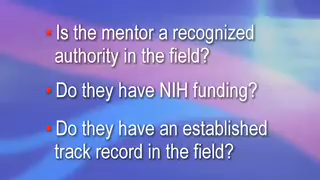 • Is the mentor a recognized
authority in the field?
• Do they have NIH funding?
• Do they have an established
track record in the field?